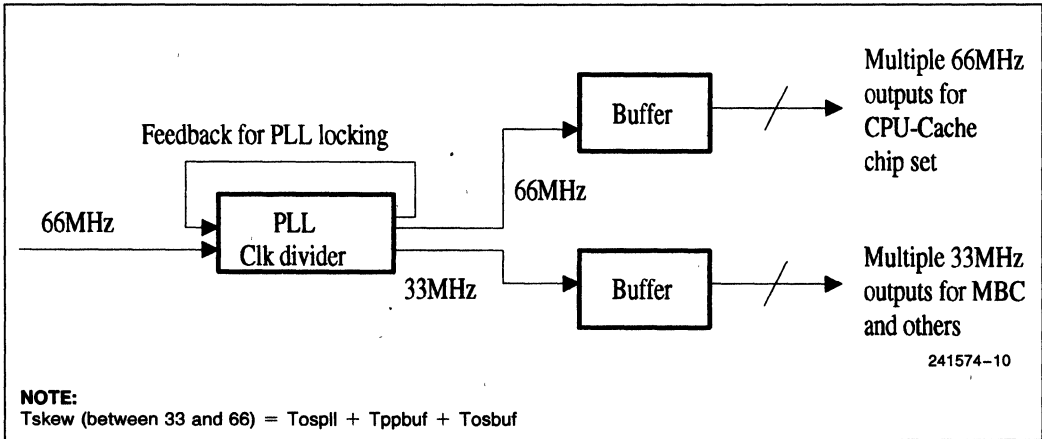 Feedback for PLL locking
66MHz
PLL
Clk divider
66MHz
33MHz
Buffer
Multiple 66MHz
outputs for
CPU-Cache
chip set
Buffer
Multiple 33MHz
outputs for MBC
and others
241574-10
NOTE:
Tskew (between 33 and 66) = Tospll + Tppbuf + Tosbuf